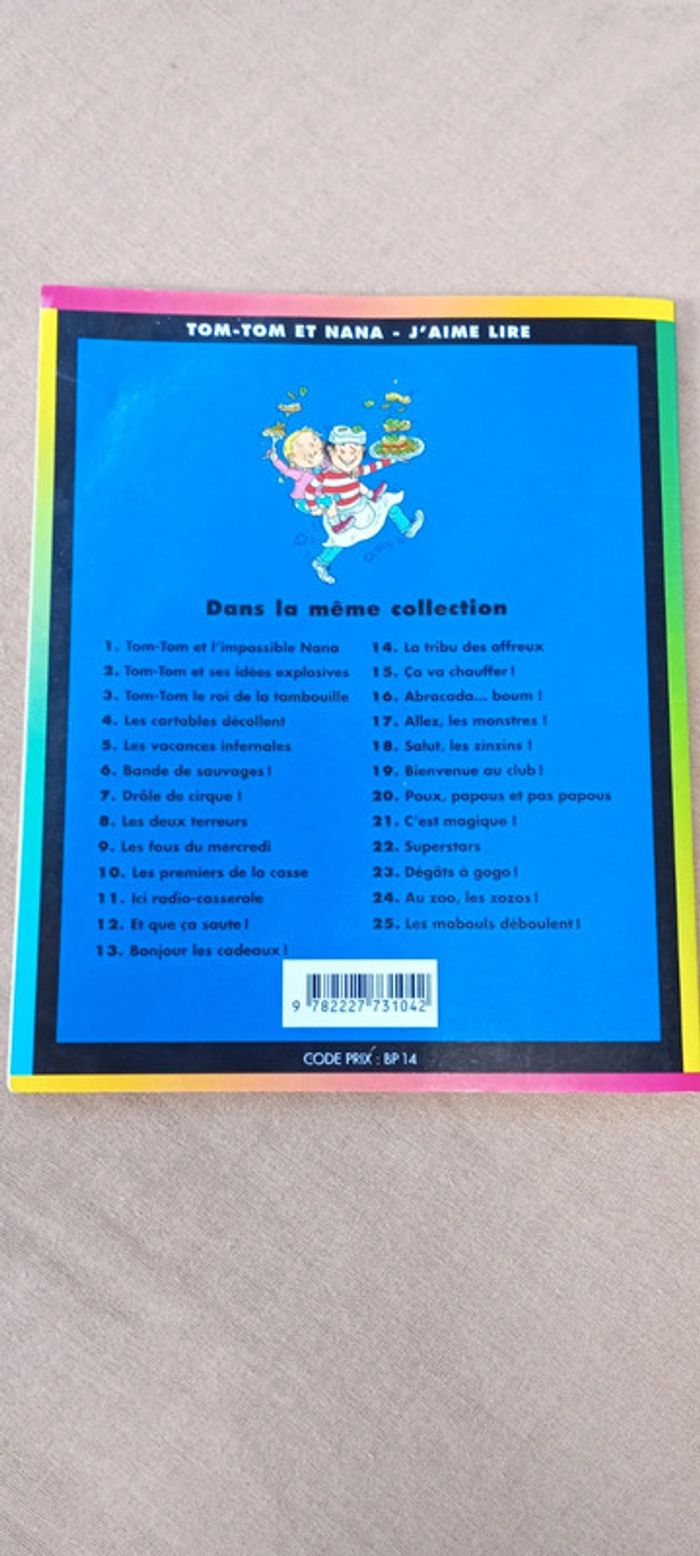 TOM-TOM ET NANA - J'AIME LIRE
Dans la même collection
1. Tom-Tom et l'impossible Nana
2. Tom-Tom et ses idées explosives
3. Tom-Tom le roi de la tambouille
4. Les cartables décollent
5. Les vacances infernales
6. Bande de sauvages !
7. Drôle de cirque !
8. Les deux terreurs
9. Les fous du mercredi
10. Les premiers de la casse
11. Ici radio-casserole
12. Et que ça saute !
13. Bonjour les cadeaux !
14. La tribu des affreux
15. Ça va chauffer !
16. Abracada... boum !
17. Allez, les monstres !
18. Salut, les zinzins !
19. Bienvenue au club !
20. Poux, papous et pas papous
21. C'est magique !
22. Superstars
23. Dégâts à gogo !
24. Au zoo, les zozos !
25. Les mabouls déboulent !
9 782227 731042
CODE PRIX : BP 14